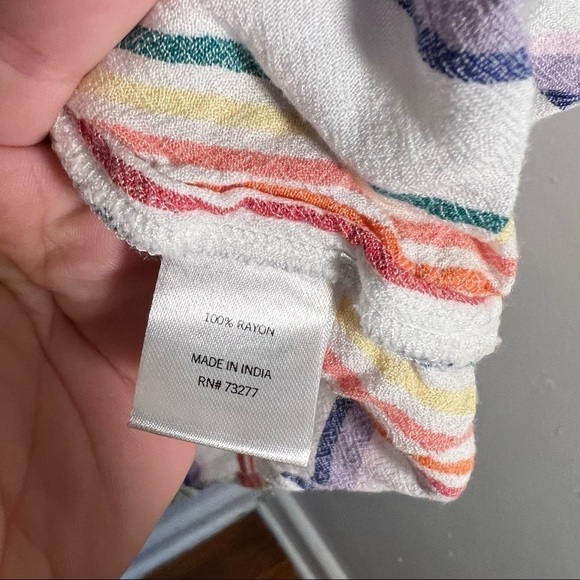 100% RAYON
MADE IN INDIA
RN# 73277